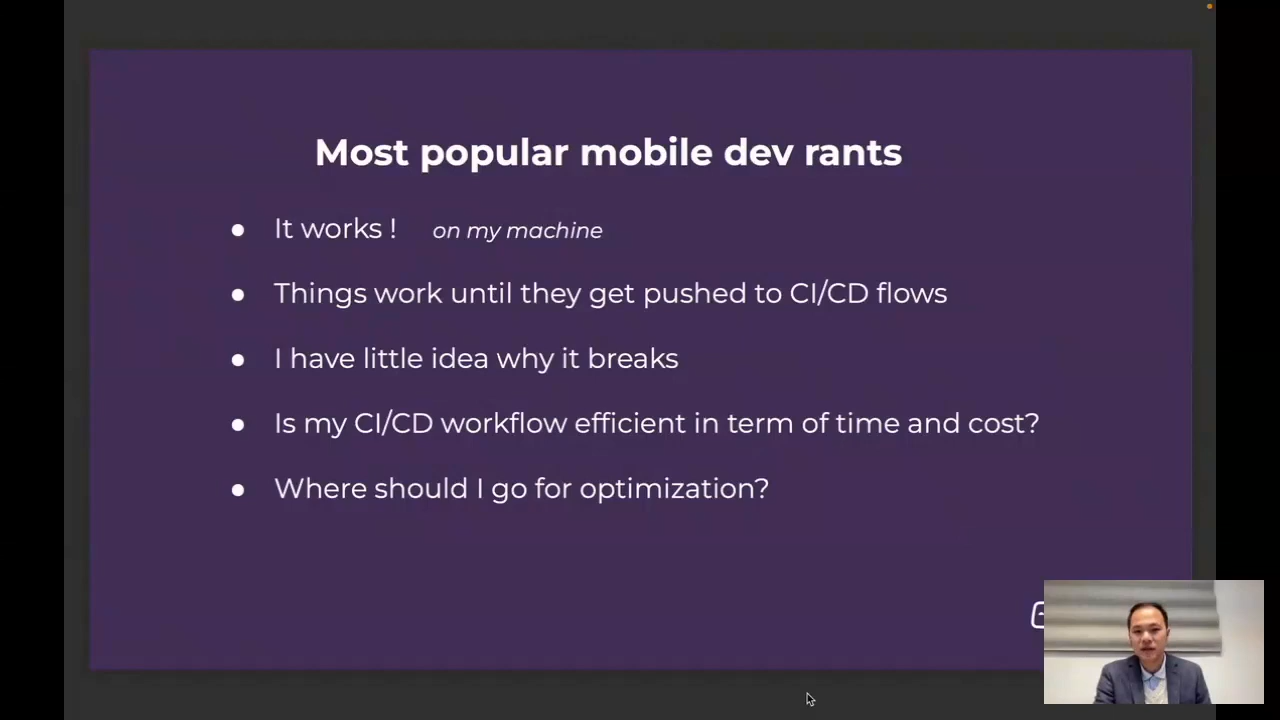 Most popular mobile dev rants
● It works ! on my machine
● Things work until they get pushed to CI/CD flows
● I have little idea why it breaks
● Is my CI/CD workflow efficient in term of time and cost?
● Where should I go for optimization?